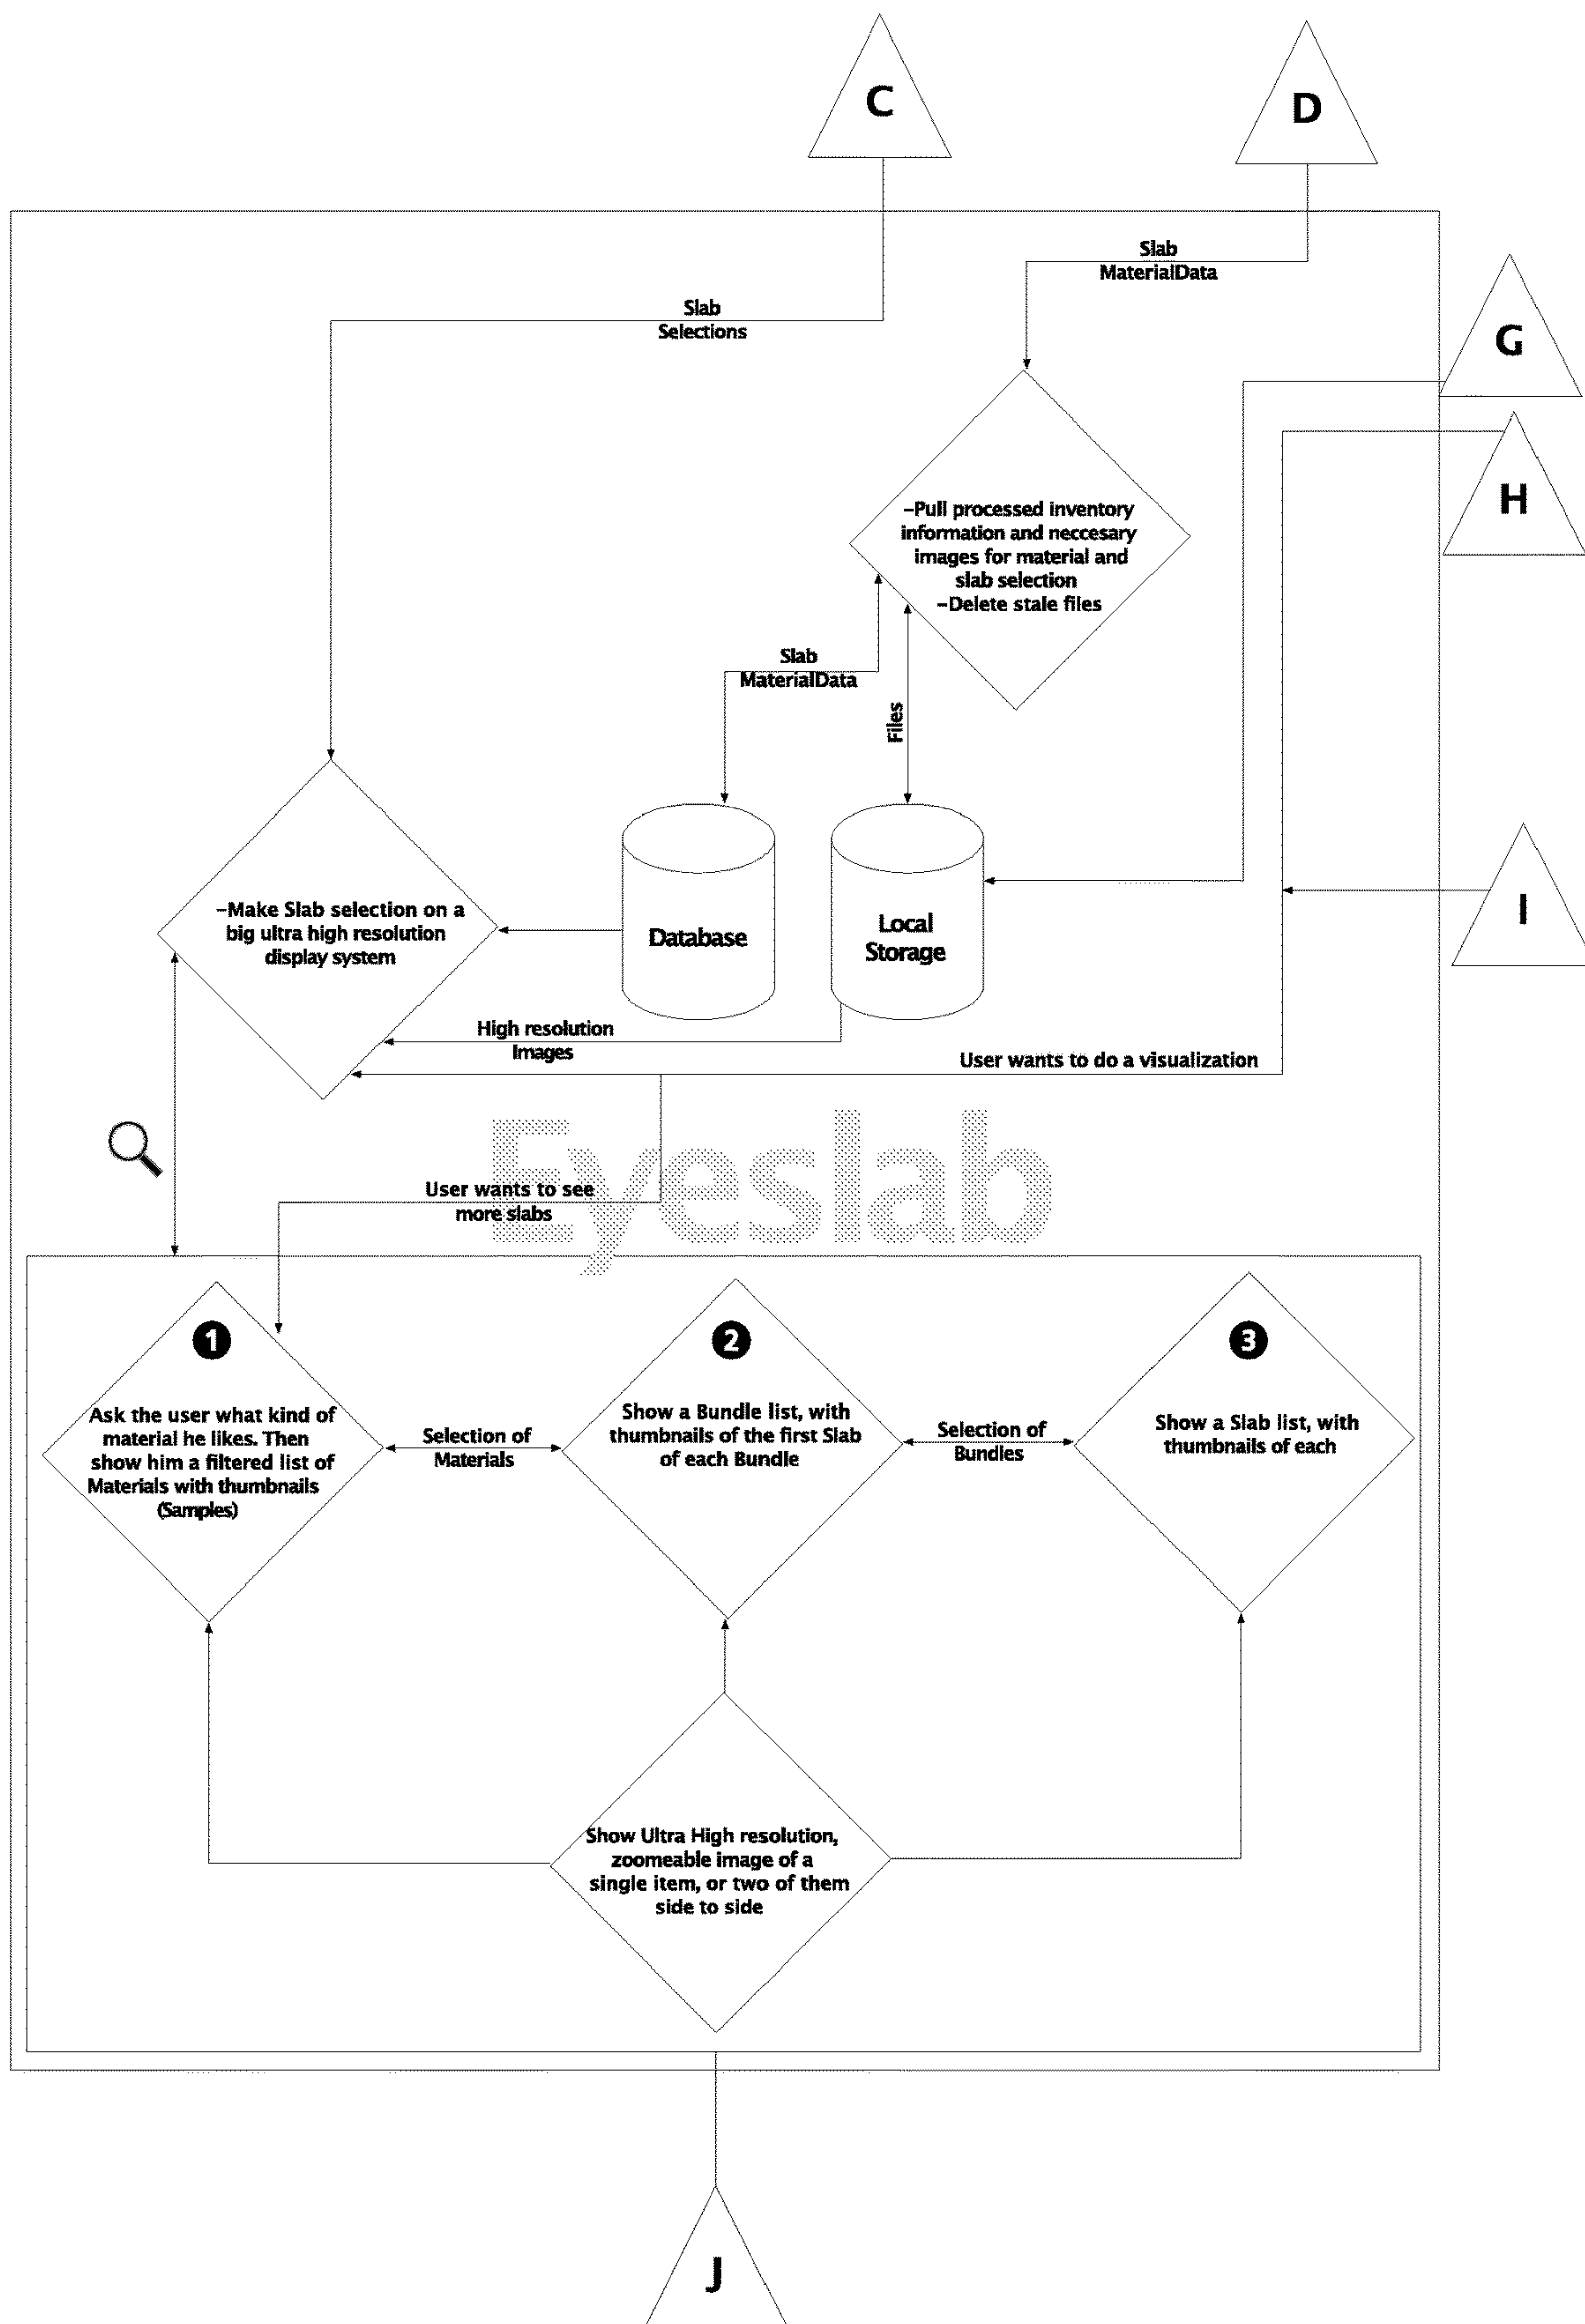 C
D
Slab
MaterialData
G
Slab
Selections
H
-Pull processed inventory
information and neccesary
images for material and
slab selection
-Delete stale files
Slab
MaterialData
Files
-Make Slab selection on a
big ultra high resolution
display system
Database
Local
Storage
I
High resolution
Images
User wants to do a visualization
Eyeslab
User wants to see
more slabs
1
Ask the user what kind of
material he likes. Then
show him a filtered list of
Materials with thumbnails
(Samples)
Selection of
Materials
2
Show a Bundle list, with
thumbnails of the first Slab
of each Bundle
Selection of
Bundles
3
Show a Slab list, with
thumbnails of each
Show Ultra High resolution,
zoomeable image of a
single item, or two of them
side to side
J